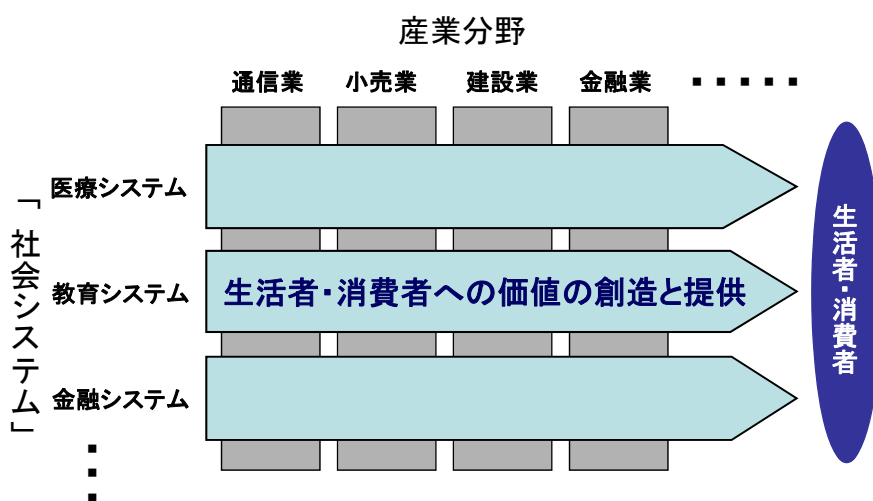 産業分野
通信業
小売業
建設業
金融業
・・・・・
「社会システム」
医療システム
教育システム
金融システム
・・・
生活者・消費者への価値の創造と提供
生活者・消費者